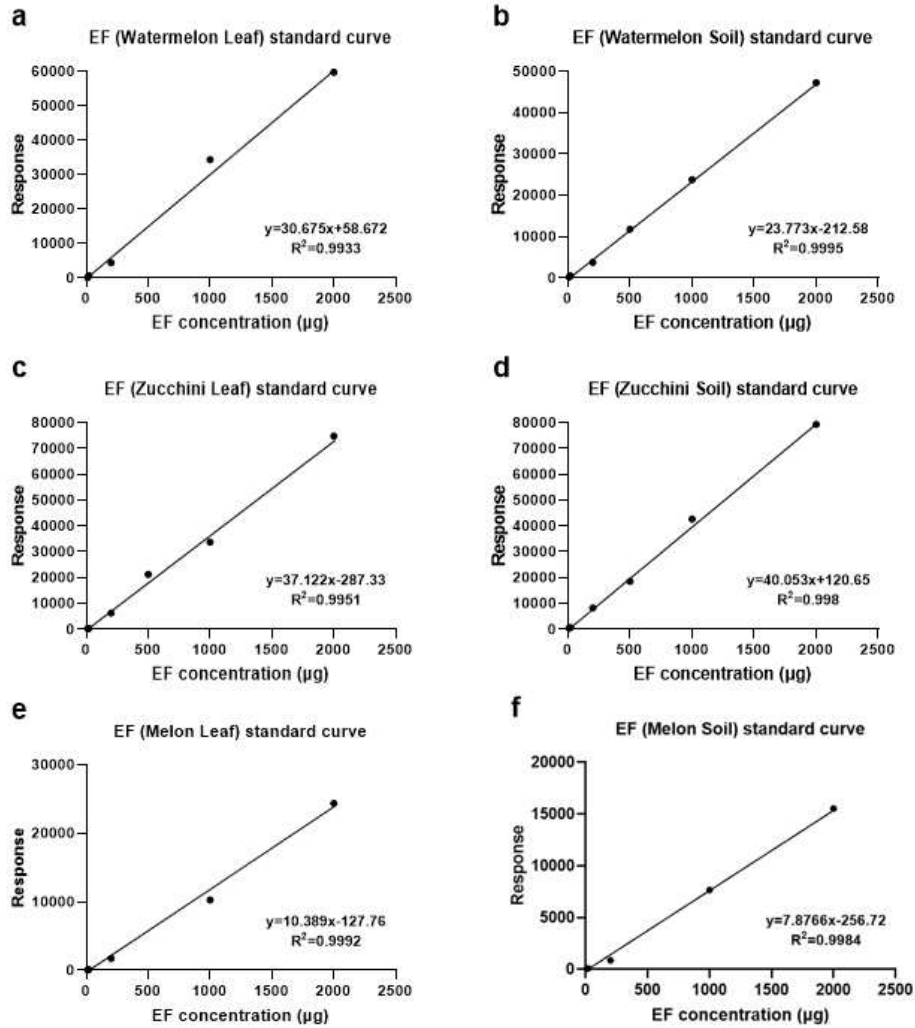 a
EF (Watermelon Leaf) standard curve
60000
50000
40000
30000
20000
10000
0
Response
y=30.675x+58.672
R²=0.9933
0 500 1000 1500 2000 2500
EF concentration (µg)
b
EF (Watermelon Soil) standard curve
50000
40000
30000
20000
10000
0
Response
y=23.773x-212.58
R²=0.9995
0 500 1000 1500 2000 2500
EF concentration (µg)
c
EF (Zucchini Leaf) standard curve
80000
70000
60000
50000
40000
30000
20000
10000
0
Response
y=37.122x-287.33
R²=0.9951
0 500 1000 1500 2000 2500
EF concentration (µg)
d
EF (Zucchini Soil) standard curve
80000
70000
60000
50000
40000
30000
20000
10000
0
Response
y=40.053x+120.65
R²=0.998
0 500 1000 1500 2000 2500
EF concentration (µg)
e
EF (Melon Leaf) standard curve
30000
20000
10000
0
Response
y=10.389x-127.76
R²=0.9992
0 500 1000 1500 2000 2500
EF concentration (µg)
f
EF (Melon Soil) standard curve
20000
15000
10000
5000
0
Response
y=7.8766x-256.72
R²=0.9984
0 500 1000 1500 2000 2500
EF concentration (µg)